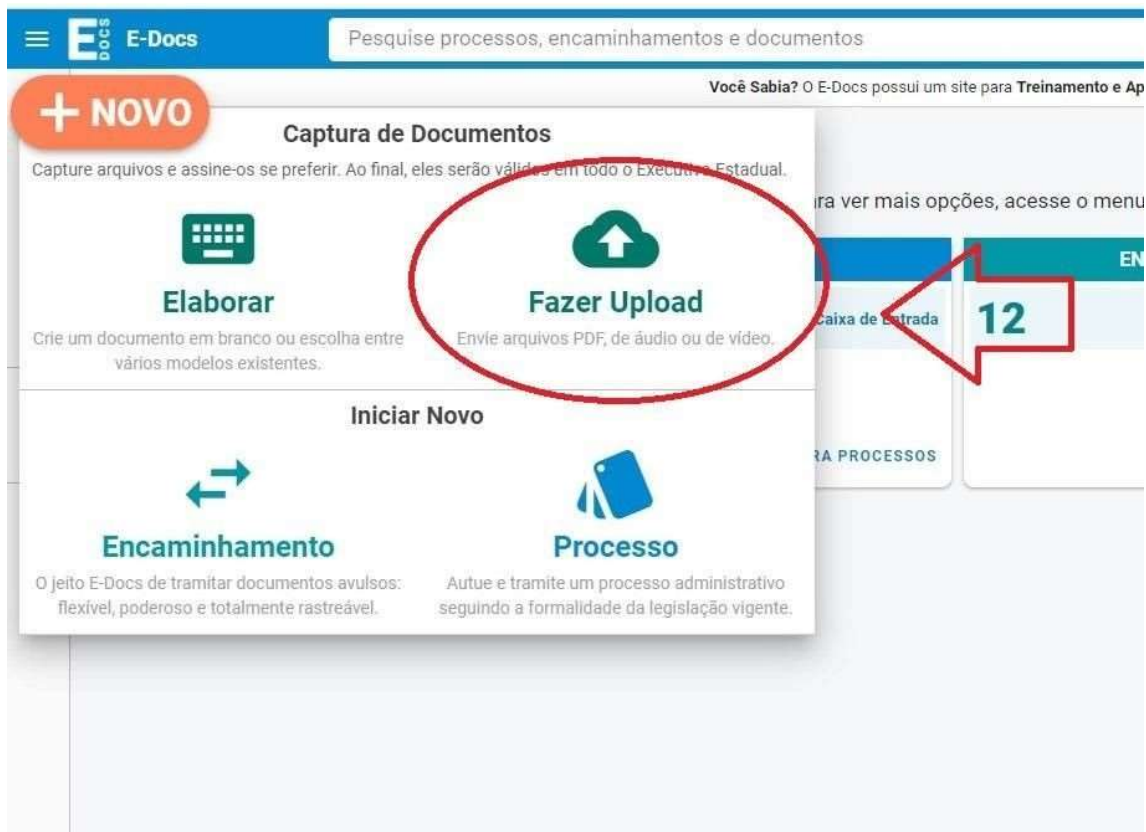 E-Docs
DOCS
Pesquise processos, encaminhamentos e documentos
Você Sabia? O E-Docs possui um site para Treinamento e Ap
+ NOVO
Captura de Documentos
Capture arquivos e assine-os se preferir. Ao final, eles serão válidos em todo o Executivo Estadual.
ra ver mais opções, acesse o menu
Elaborar
Crie um documento em branco ou escolha entre
vários modelos existentes.
Fazer Upload
Envie arquivos PDF, de áudio ou de vídeo.
EN
Caixa de Entrada
12
Iniciar Novo
RA PROCESSOS
Encaminhamento
O jeito E-Docs de tramitar documentos avulsos:
flexível, poderoso e totalmente rastreável.
Processo
Autue e tramite um processo administrativo
seguindo a formalidade da legislação vigente.